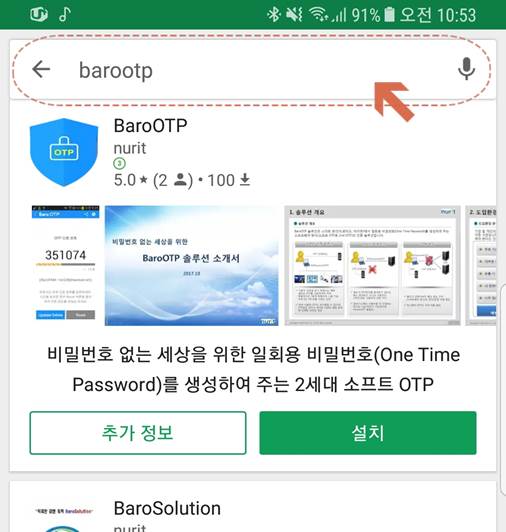 91% 오전 10:53
barootp
OTP
BaroOTP
nurit
3
5.0 ★ (2) • 100
Baro OTP
351074
비밀번호 없는 세상을 위한
BaroOTP 솔루션 소개서
2017.10
1. 솔루션 개요
2. 도입환경
비밀번호 없는 세상을 위한 일회용 비밀번호(One Time
Password)를 생성하여 주는 2세대 소프트 OTP
추가 정보
설치
BaroSolution
nurit